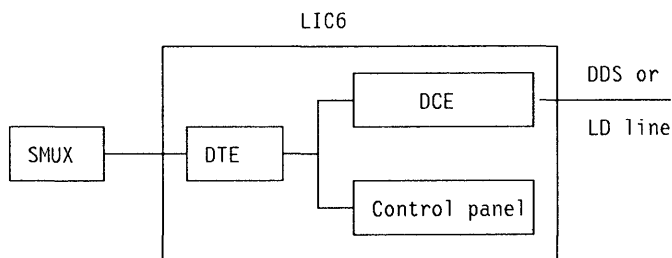 LIC6
DDS or
DCE
LD line
SMUX
DTE
Control panel